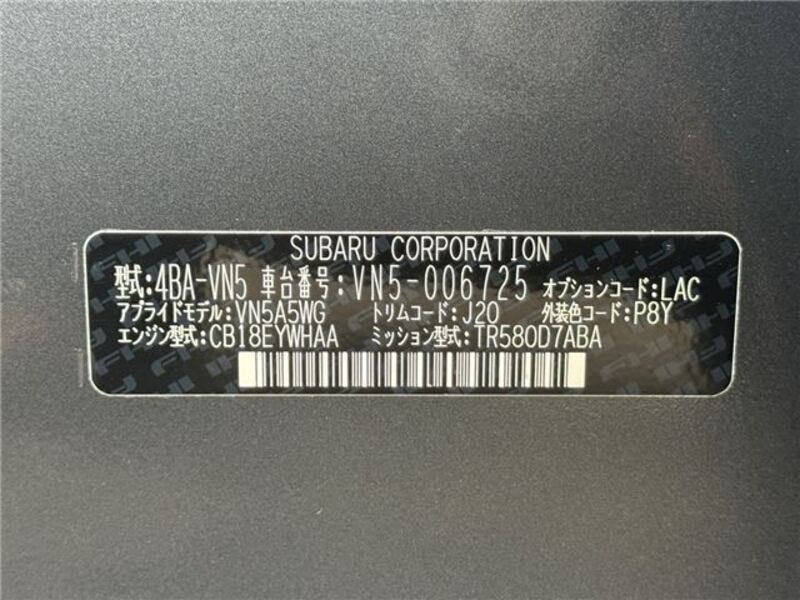 SUBARU CORPORATION
型式:4BA-VN5 車台番号:VN5-006725 オプションコード:LAC
アプライドモデル:VN5A5WG トリムコード:J20 外装色コード:P8Y
エンジン型式:CB18EYWHAA ミッション型式:TR580D7ABA